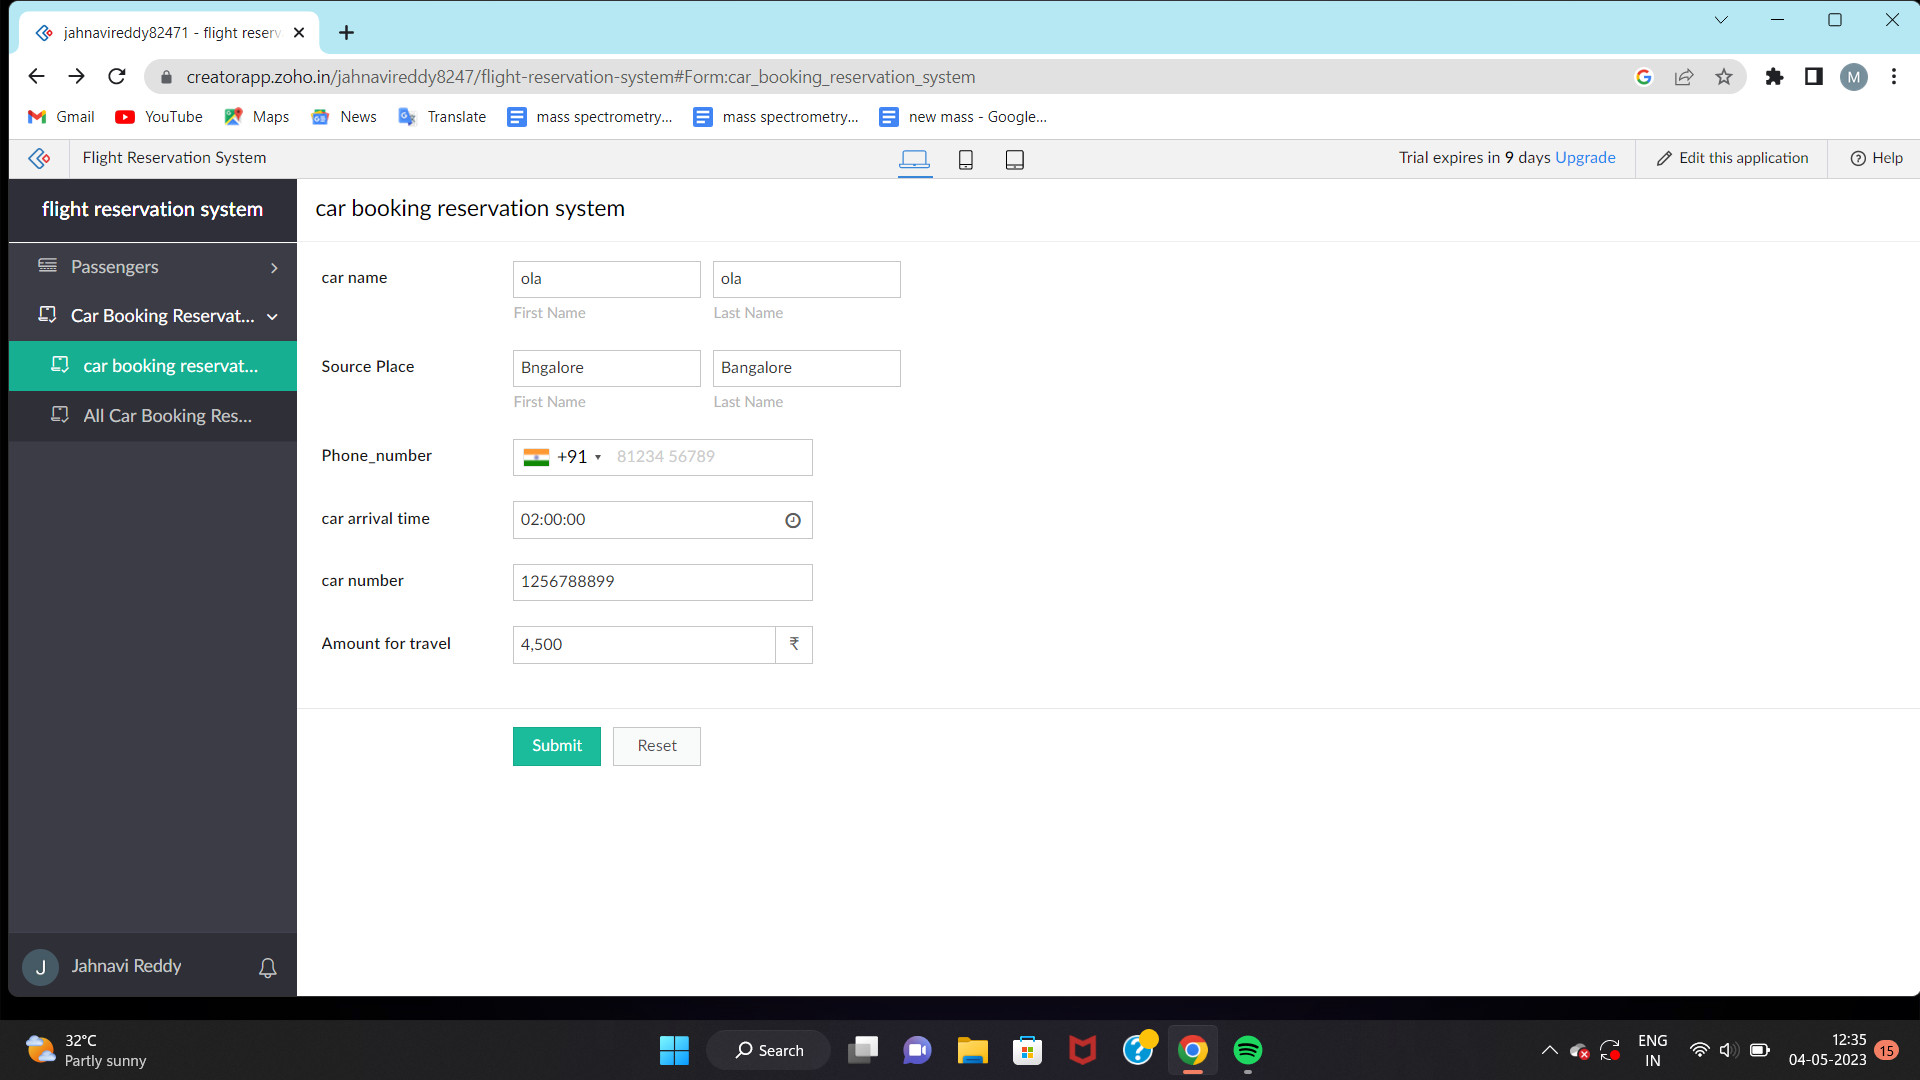 jahnavireddy82471 - flight reserv
creatorapp.zoho.in/jahnavireddy8247/flight-reservation-system#Form:car_booking_reservation_system
M
Gmail YouTube Maps News Translate mass spectrometry... mass spectrometry... new mass - Google...
Flight Reservation System
Trial expires in 9 days Upgrade
Edit this application
Help
flight reservation system
Passengers
Car Booking Reservat...
car booking reservat...
All Car Booking Res...
J Jahnavi Reddy
car booking reservation system
car name
ola ola
First Name Last Name
Source Place
Bngalore Bangalore
First Name Last Name
Phone_number
+91 81234 56789
car arrival time
02:00:00
car number
1256788899
Amount for travel
4,500 ₹
Submit Reset
32°C
Partly sunny
Search
ENG
IN
12:35
04-05-2023
15